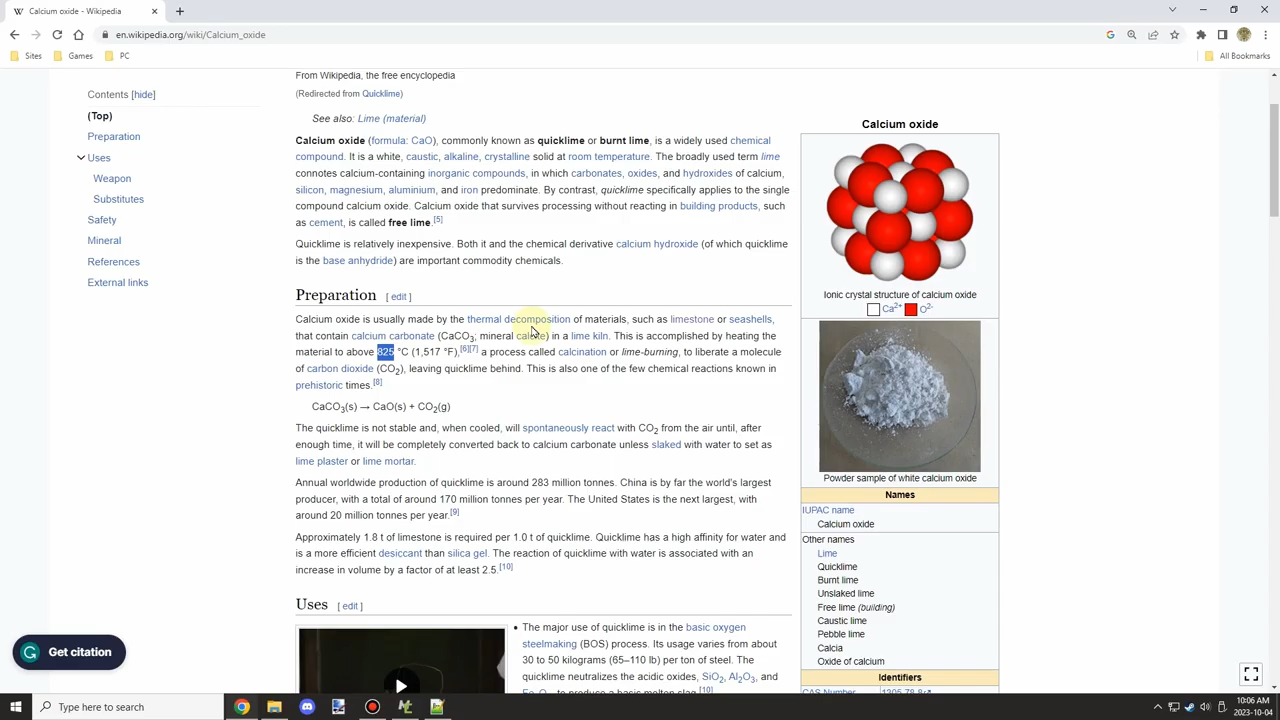 Calcium oxide - Wikipedia
en.wikipedia.org/wiki/Calcium_oxide
Sites
Games
PC
All Bookmarks
Contents [hide]
(Top)
Preparation
Uses
Weapon
Substitutes
Safety
Mineral
References
External links
From Wikipedia, the free encyclopedia
(Redirected from Quicklime)
See also: Lime (material)
Calcium oxide (formula: CaO), commonly known as quicklime or burnt lime, is a widely used chemical
compound. It is a white, caustic, alkaline, crystalline solid at room temperature. The broadly used term lime
connotes calcium-containing inorganic compounds, in which carbonates, oxides, and hydroxides of calcium,
silicon, magnesium, aluminium, and iron predominate. By contrast, quicklime specifically applies to the single
compound calcium oxide. Calcium oxide that survives processing without reacting in building products, such
as cement, is called free lime.[5]
Quicklime is relatively inexpensive. Both it and the chemical derivative calcium hydroxide (of which quicklime
is the base anhydride) are important commodity chemicals.
Preparation [ edit ]
Calcium oxide is usually made by the thermal decomposition of materials, such as limestone or seashells,
that contain calcium carbonate (CaCO3; mineral calcite) in a lime kiln. This is accomplished by heating the
material to above 825 °C (1,517 °F),[6][7] a process called calcination or lime-burning, to liberate a molecule
of carbon dioxide (CO2), leaving quicklime behind. This is also one of the few chemical reactions known in
prehistoric times.[8]
CaCO3(s) → CaO(s) + CO2(g)
The quicklime is not stable and, when cooled, will spontaneously react with CO2 from the air until, after
enough time, it will be completely converted back to calcium carbonate unless slaked with water to set as
lime plaster or lime mortar.
Annual worldwide production of quicklime is around 283 million tonnes. China is by far the world's largest
producer, with a total of around 170 million tonnes per year. The United States is the next largest, with
around 20 million tonnes per year.[9]
Approximately 1.8 t of limestone is required per 1.0 t of quicklime. Quicklime has a high affinity for water and
is a more efficient desiccant than silica gel. The reaction of quicklime with water is associated with an
increase in volume by a factor of at least 2.5.[10]
Uses [ edit ]
• The major use of quicklime is in the basic oxygen
steelmaking (BOS) process. Its usage varies from about
30 to 50 kilograms (65–110 lb) per ton of steel. The
quicklime neutralizes the acidic oxides, SiO2, Al2O3, and
Calcium oxide
Ionic crystal structure of calcium oxide
Ca2+ O2-
Powder sample of white calcium oxide
Names
IUPAC name
Calcium oxide
Other names
Lime
Quicklime
Burnt lime
Unslaked lime
Free lime (building)
Caustic lime
Pebble lime
Calcia
Oxide of calcium
Identifiers
Get citation
Type here to search
10:06 AM
2023-10-04